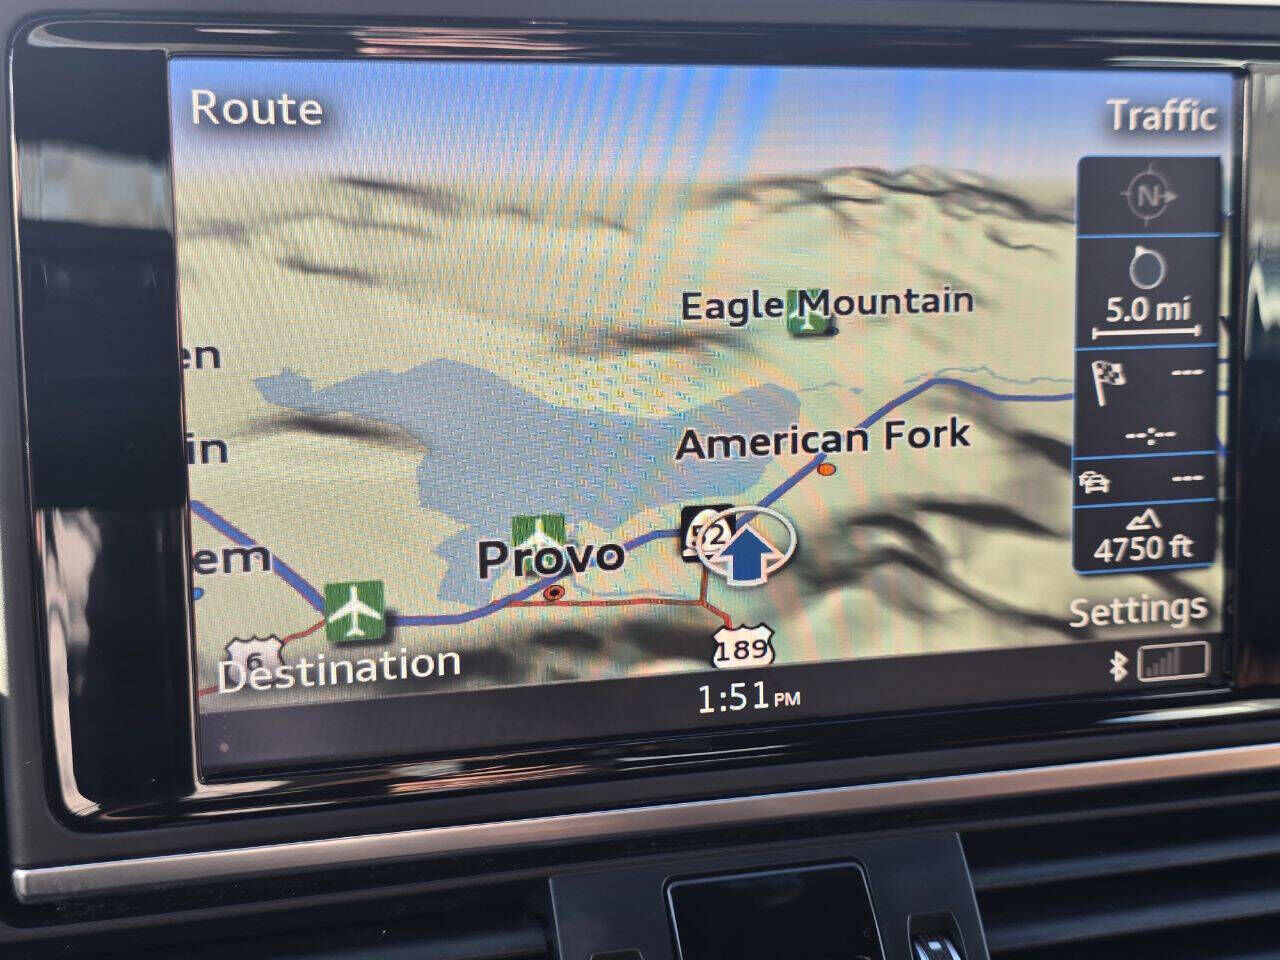 Route
Traffic
N
5.0 mi
Eagle Mountain
en
---
American Fork
--:--
in
---
52
4750 ft
Provo
em
Settings
189
6
Destination
1:51 PM